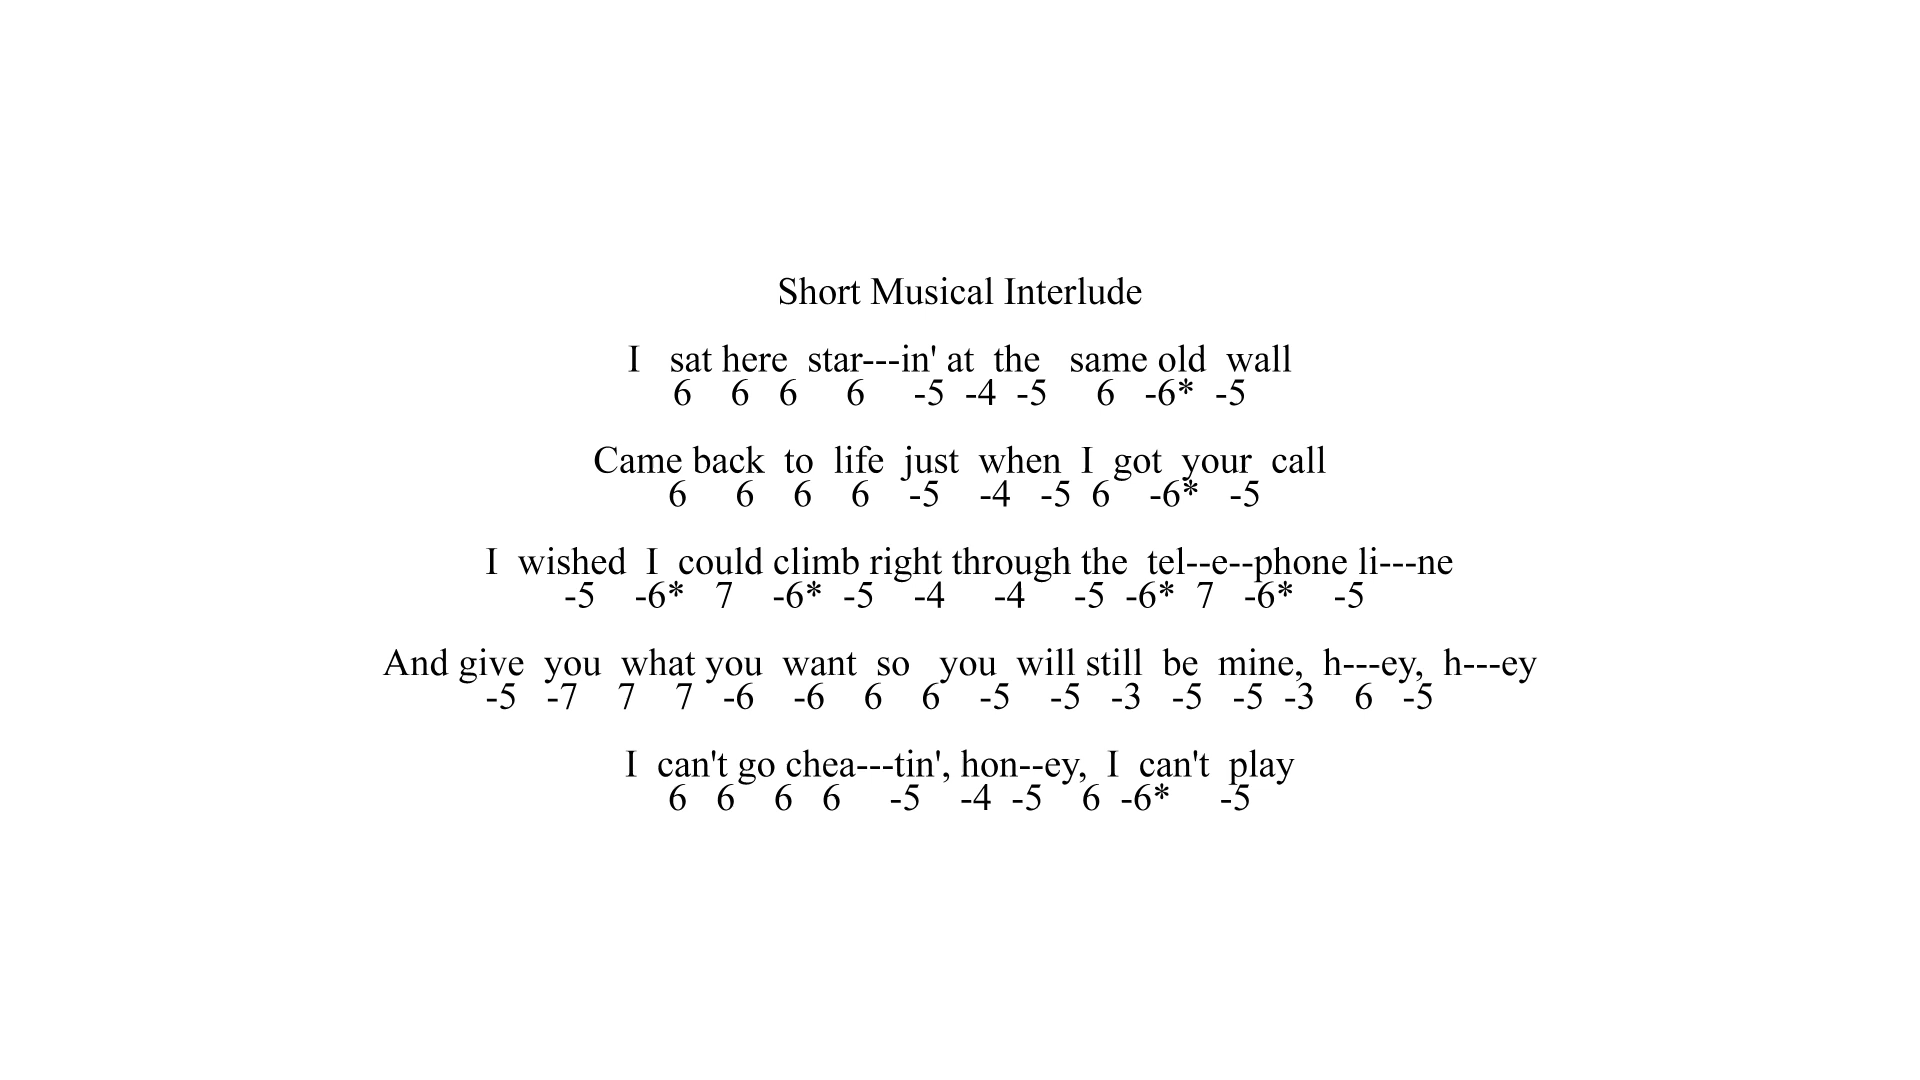 Short Musical Interlude
I sat here star---in' at the same old wall
6 6 6 6 -5 -4 -5 6 -6* -5
Came back to life just when I got your call
6 6 6 6 -5 -4 -5 6 -6* -5
I wished I could climb right through the tel--e--phone li---ne
-5 -6* 7 -6* -5 -4 -4 -5 -6* 7 -6* -5
And give you what you want so you will still be mine, h---ey, h---ey
-5 -7 7 7 -6 -6 6 6 -5 -5 -3 -5 -5 -3 6 -5
I can't go chea---tin', hon--ey, I can't play
6 6 6 6 -5 -4 -5 6 -6* -5